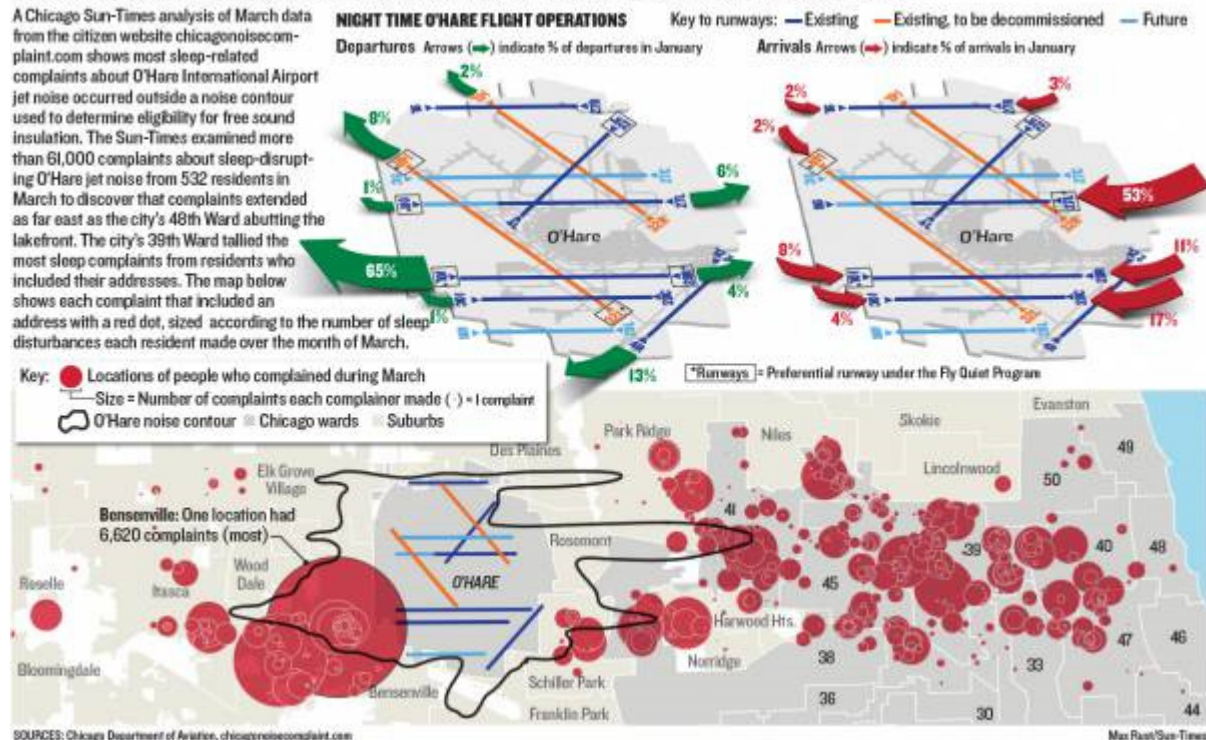 A Chicago Sun-Times analysis of March data
from the citizen website chicagonoisecom-
plaint.com shows most sleep-related
complaints about O'Hare International Airport
jet noise occurred outside a noise contour
used to determine eligibility for free sound
insulation. The Sun-Times examined more
than 61,000 complaints about sleep-disrupt-
ing O'Hare jet noise from 532 residents in
March to discover that complaints extended
as far east as the city's 48th Ward abutting the
lakefront. The city's 39th Ward tallied the
most sleep complaints from residents who
included their addresses. The map below
shows each complaint that included an
address with a red dot, sized according to the number of sleep
disturbances each resident made over the month of March.
NIGHT TIME O'HARE FLIGHT OPERATIONS
Key to runways: Existing Existing, to be decommissioned Future
Departures Arrows ( ) indicate % of departures in January
2%
8%
1%
6%
O'Hare
65%
1%
4%
13%
Arrivals Arrows ( ) indicate % of arrivals in January
2%
3%
2%
53%
O'Hare
8%
11%
4%
17%
*Runways = Preferential runway under the Fly Quiet Program
Key: Locations of people who complained during March
Size = Number of complaints each complainer made (·) = 1 complaint
O'Hare noise contour Chicago wards Suburbs
Evanston
Skokie
Park Ridge
Niles
Des Plaines
49
Lincolnwood
Elk Grove
Village
50
Bensenville: One location had
6,620 complaints (most)
41
Rosemont
39
40
48
Wood
Dale
O'HARE
Roselle
Itasca
45
Harwood Hts.
47
46
Norridge
38
33
Bloomingdale
Bensenville
Schiller Park
36
30
44
Franklin Park
SOURCES: Chicago Department of Aviation, chicagonoisecomplaint.com
Max Rust/Sun-Times